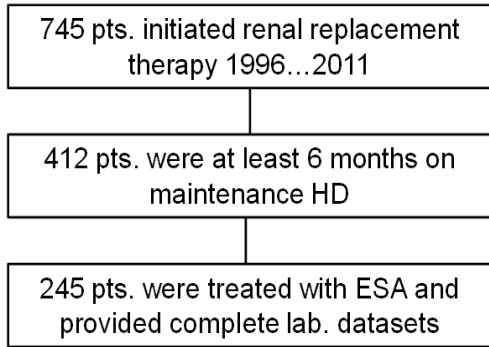 745 pts. initiated renal replacement
therapy 1996...2011
412 pts. were at least 6 months on
maintenance HD
245 pts. were treated with ESA and
provided complete lab. datasets